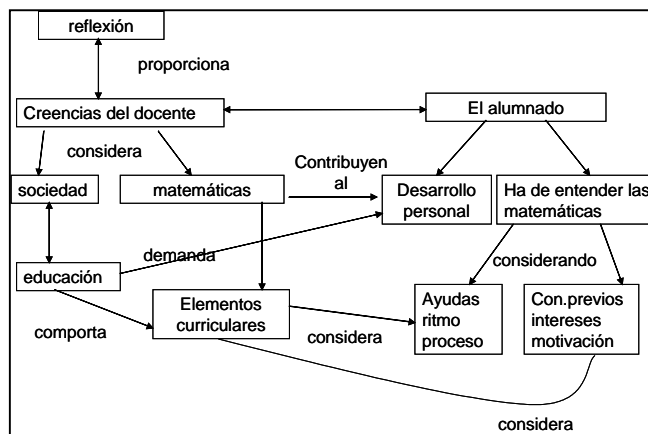 reflexión
proporciona
Creencias del docente
El alumnado
considera
Contribuyen
al
sociedad
matemáticas
Desarrollo
personal
Ha de entender las
matemáticas
demanda
considerando
educación
Elementos
curriculares
Ayudas
ritmo
proceso
Con.previos
intereses
motivación
comporta
considera
considera